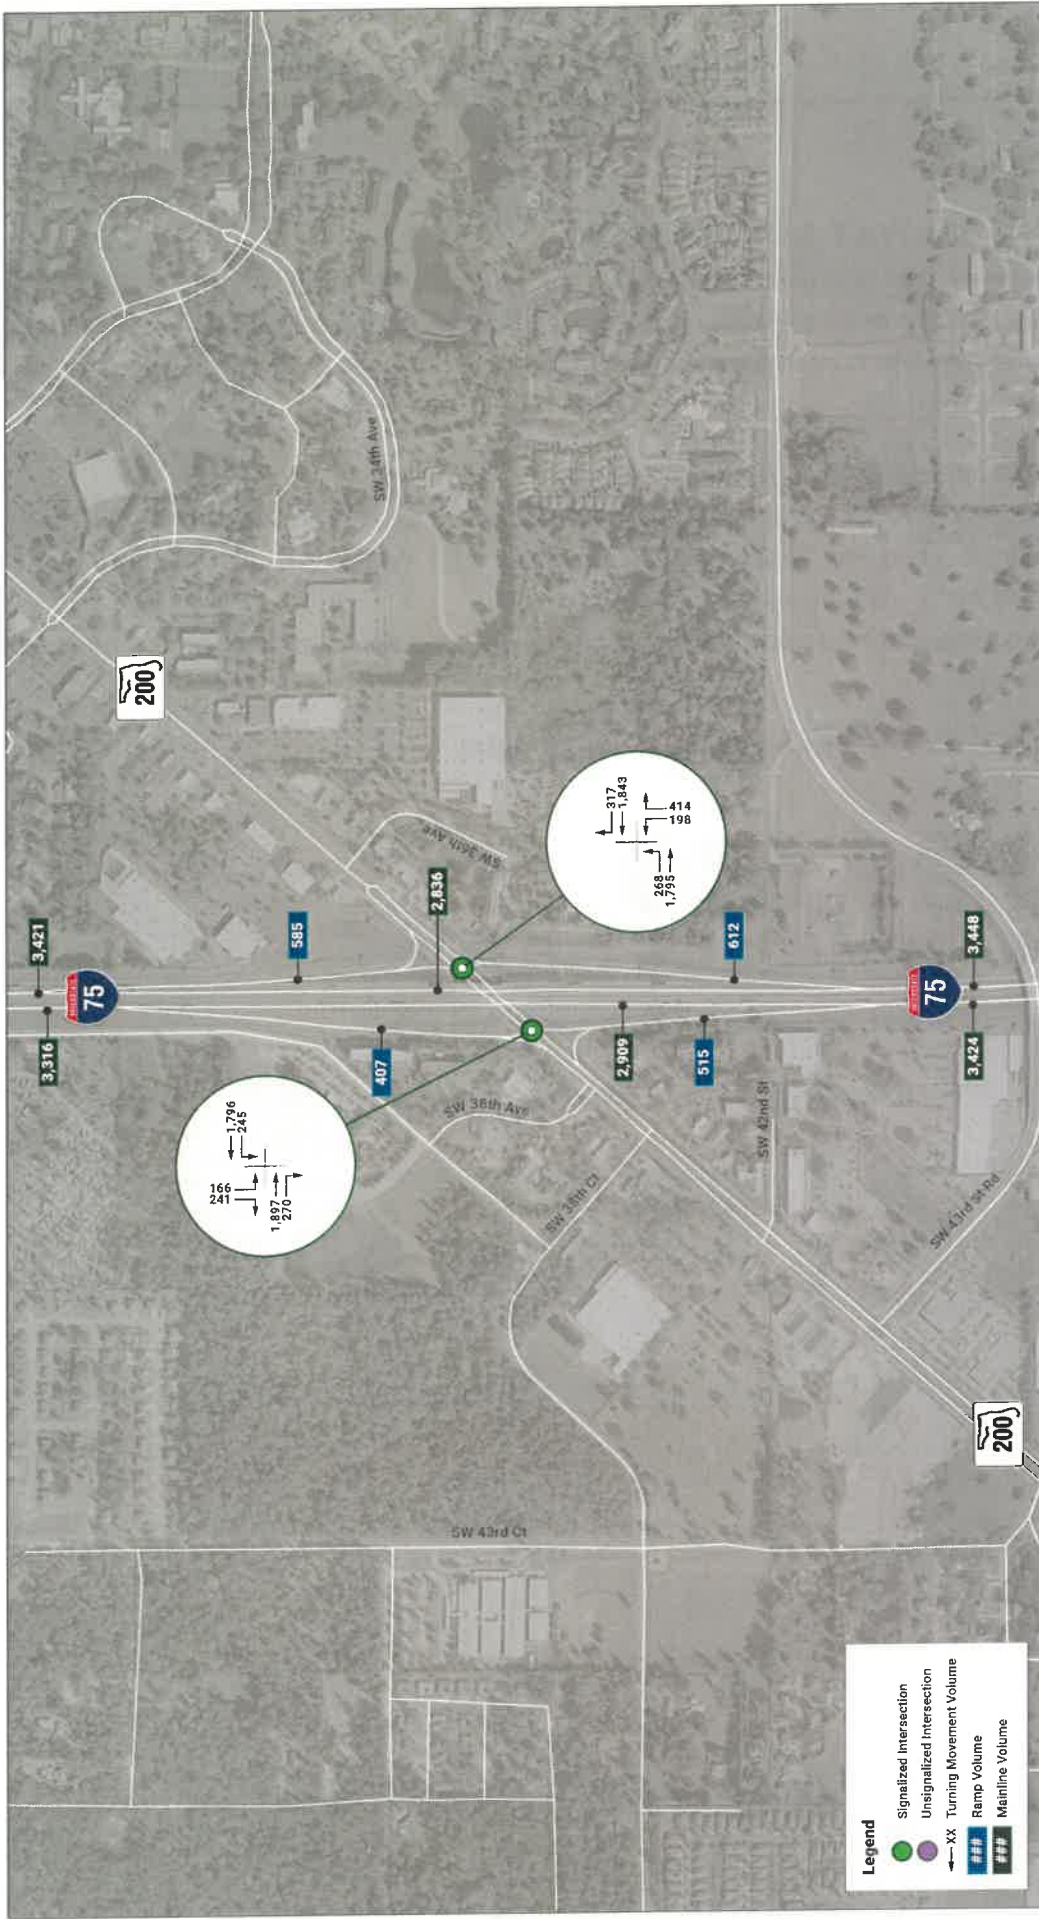 3,421
3,316
INTERSTATE
75
585
407
2,836
2,909
612
515
INTERSTATE
75
3,448
3,424
200
200
SW 34th Ave
SW 36th Ave
SW 38th Ave
SW 38th Ct
SW 42nd St
SW 43rd St Rd
SW 43rd Ct
166
241
1,796
245
1,897
270
317
1,843
414
198
268
1,795
Legend
Signalized Intersection
Unsignalized Intersection
XX Turning Movement Volume
### Ramp Volume
### Mainline Volume